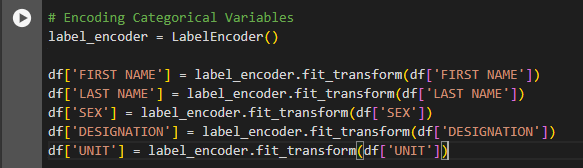 # Encoding Categorical Variables
label_encoder = LabelEncoder()
df['FIRST NAME'] = label_encoder.fit_transform(df['FIRST NAME'])
df['LAST NAME'] = label_encoder.fit_transform(df['LAST NAME'])
df['SEX'] = label_encoder.fit_transform(df['SEX'])
df['DESIGNATION'] = label_encoder.fit_transform(df['DESIGNATION'])
df['UNIT'] = label_encoder.fit_transform(df['UNIT'])